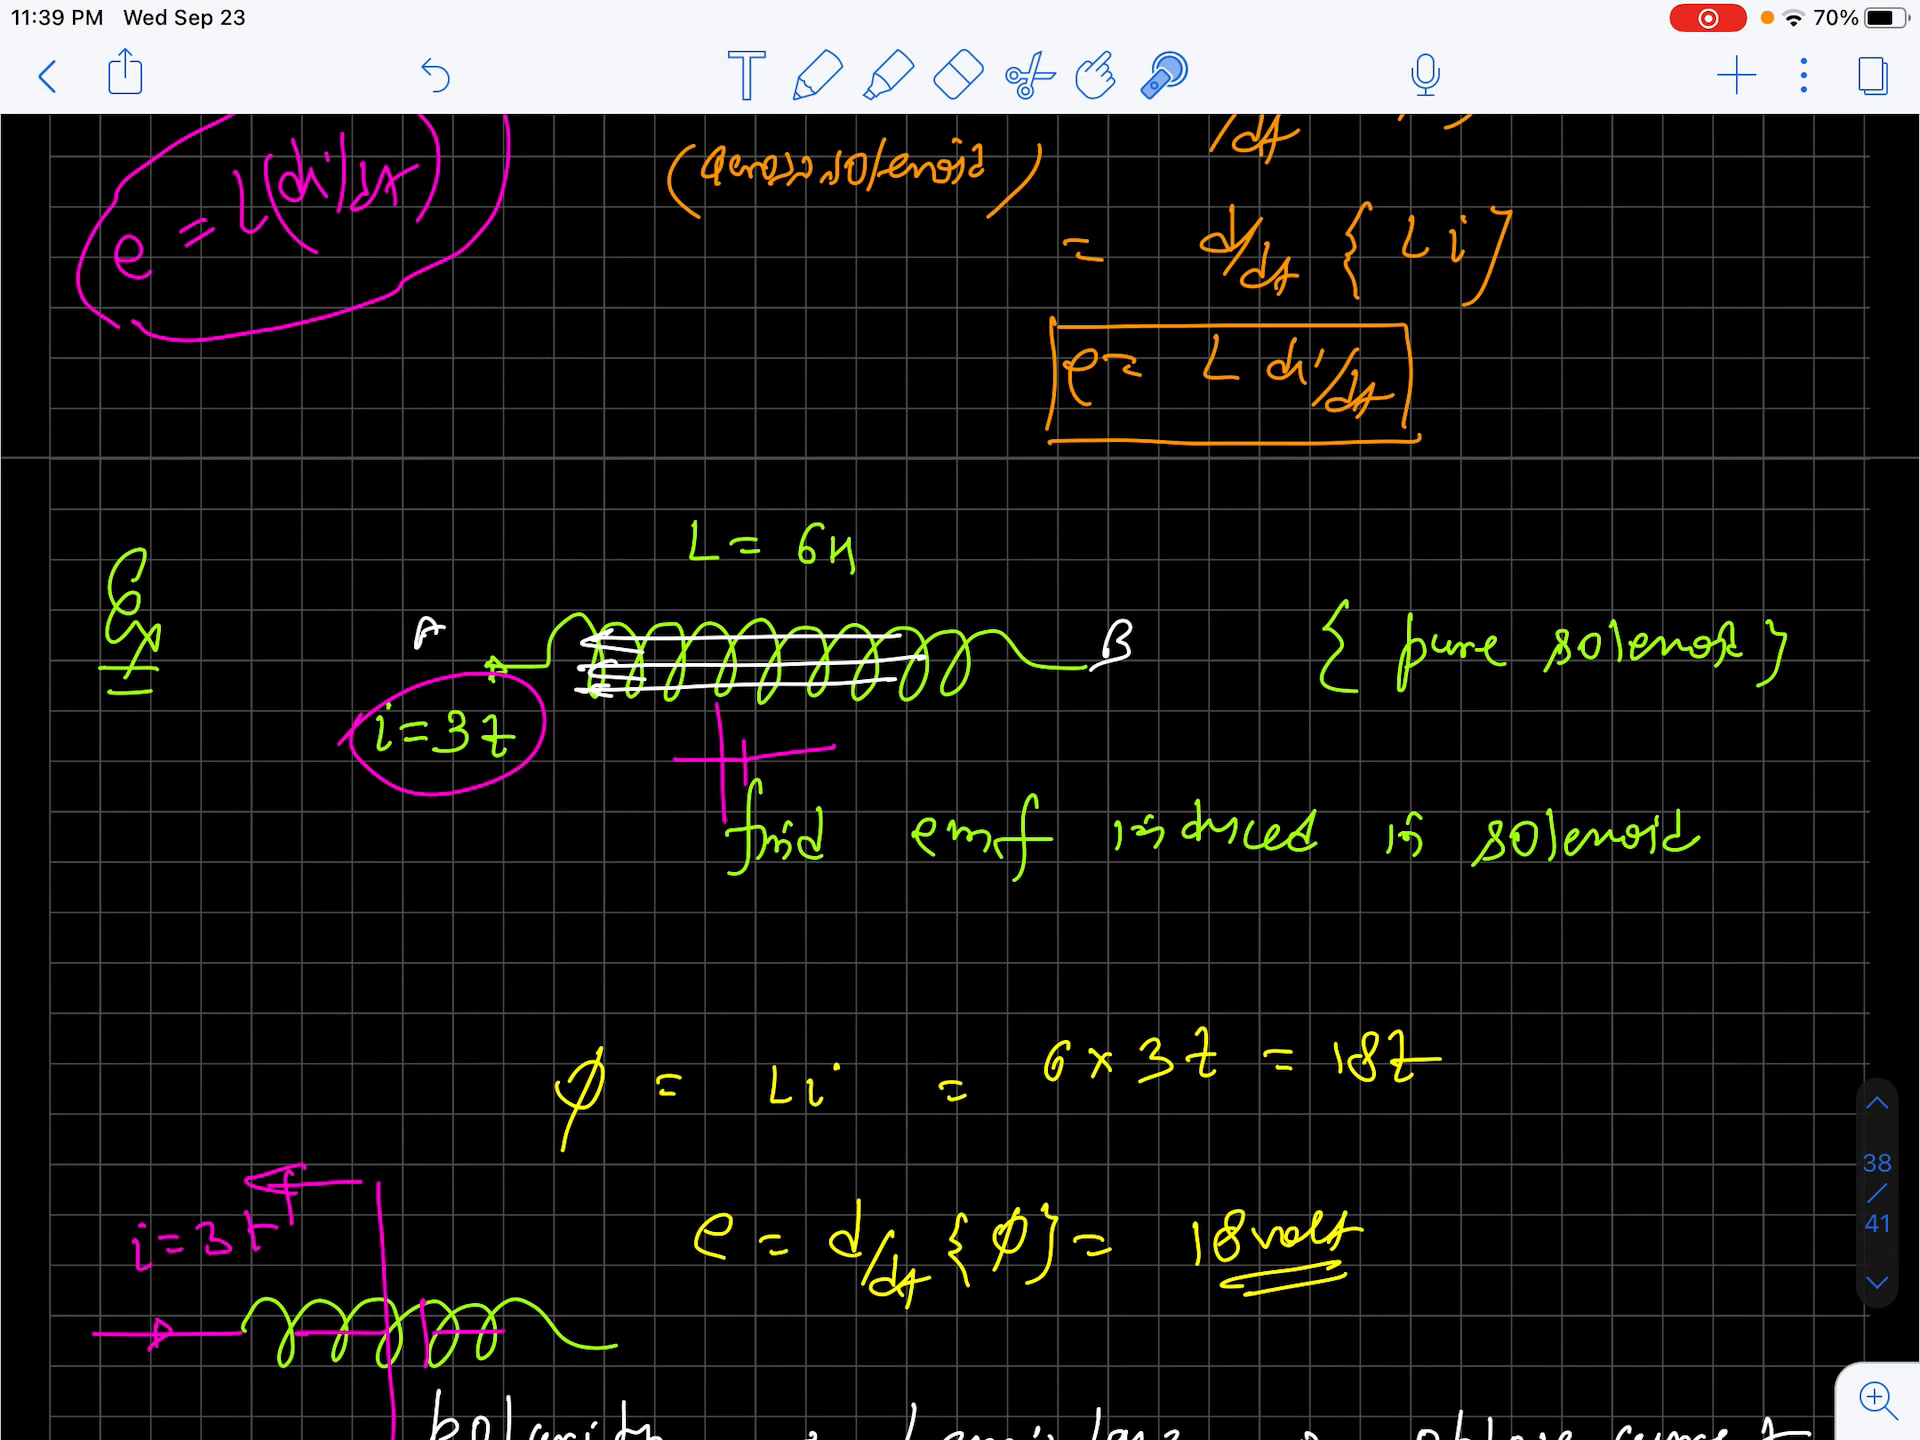 11:39 PM Wed Sep 23 70%
e = L(di/dt)
(across solenoid)
/dt
= d/dt { Li }
e = L di/dt
Ex
L = 6H
A B { pure solenoid }
i = 3t
find emf induced in solenoid
φ = Li = 6 × 3t = 18t
38 / 41
i = 3t
e = d/dt { φ } = 18 volt